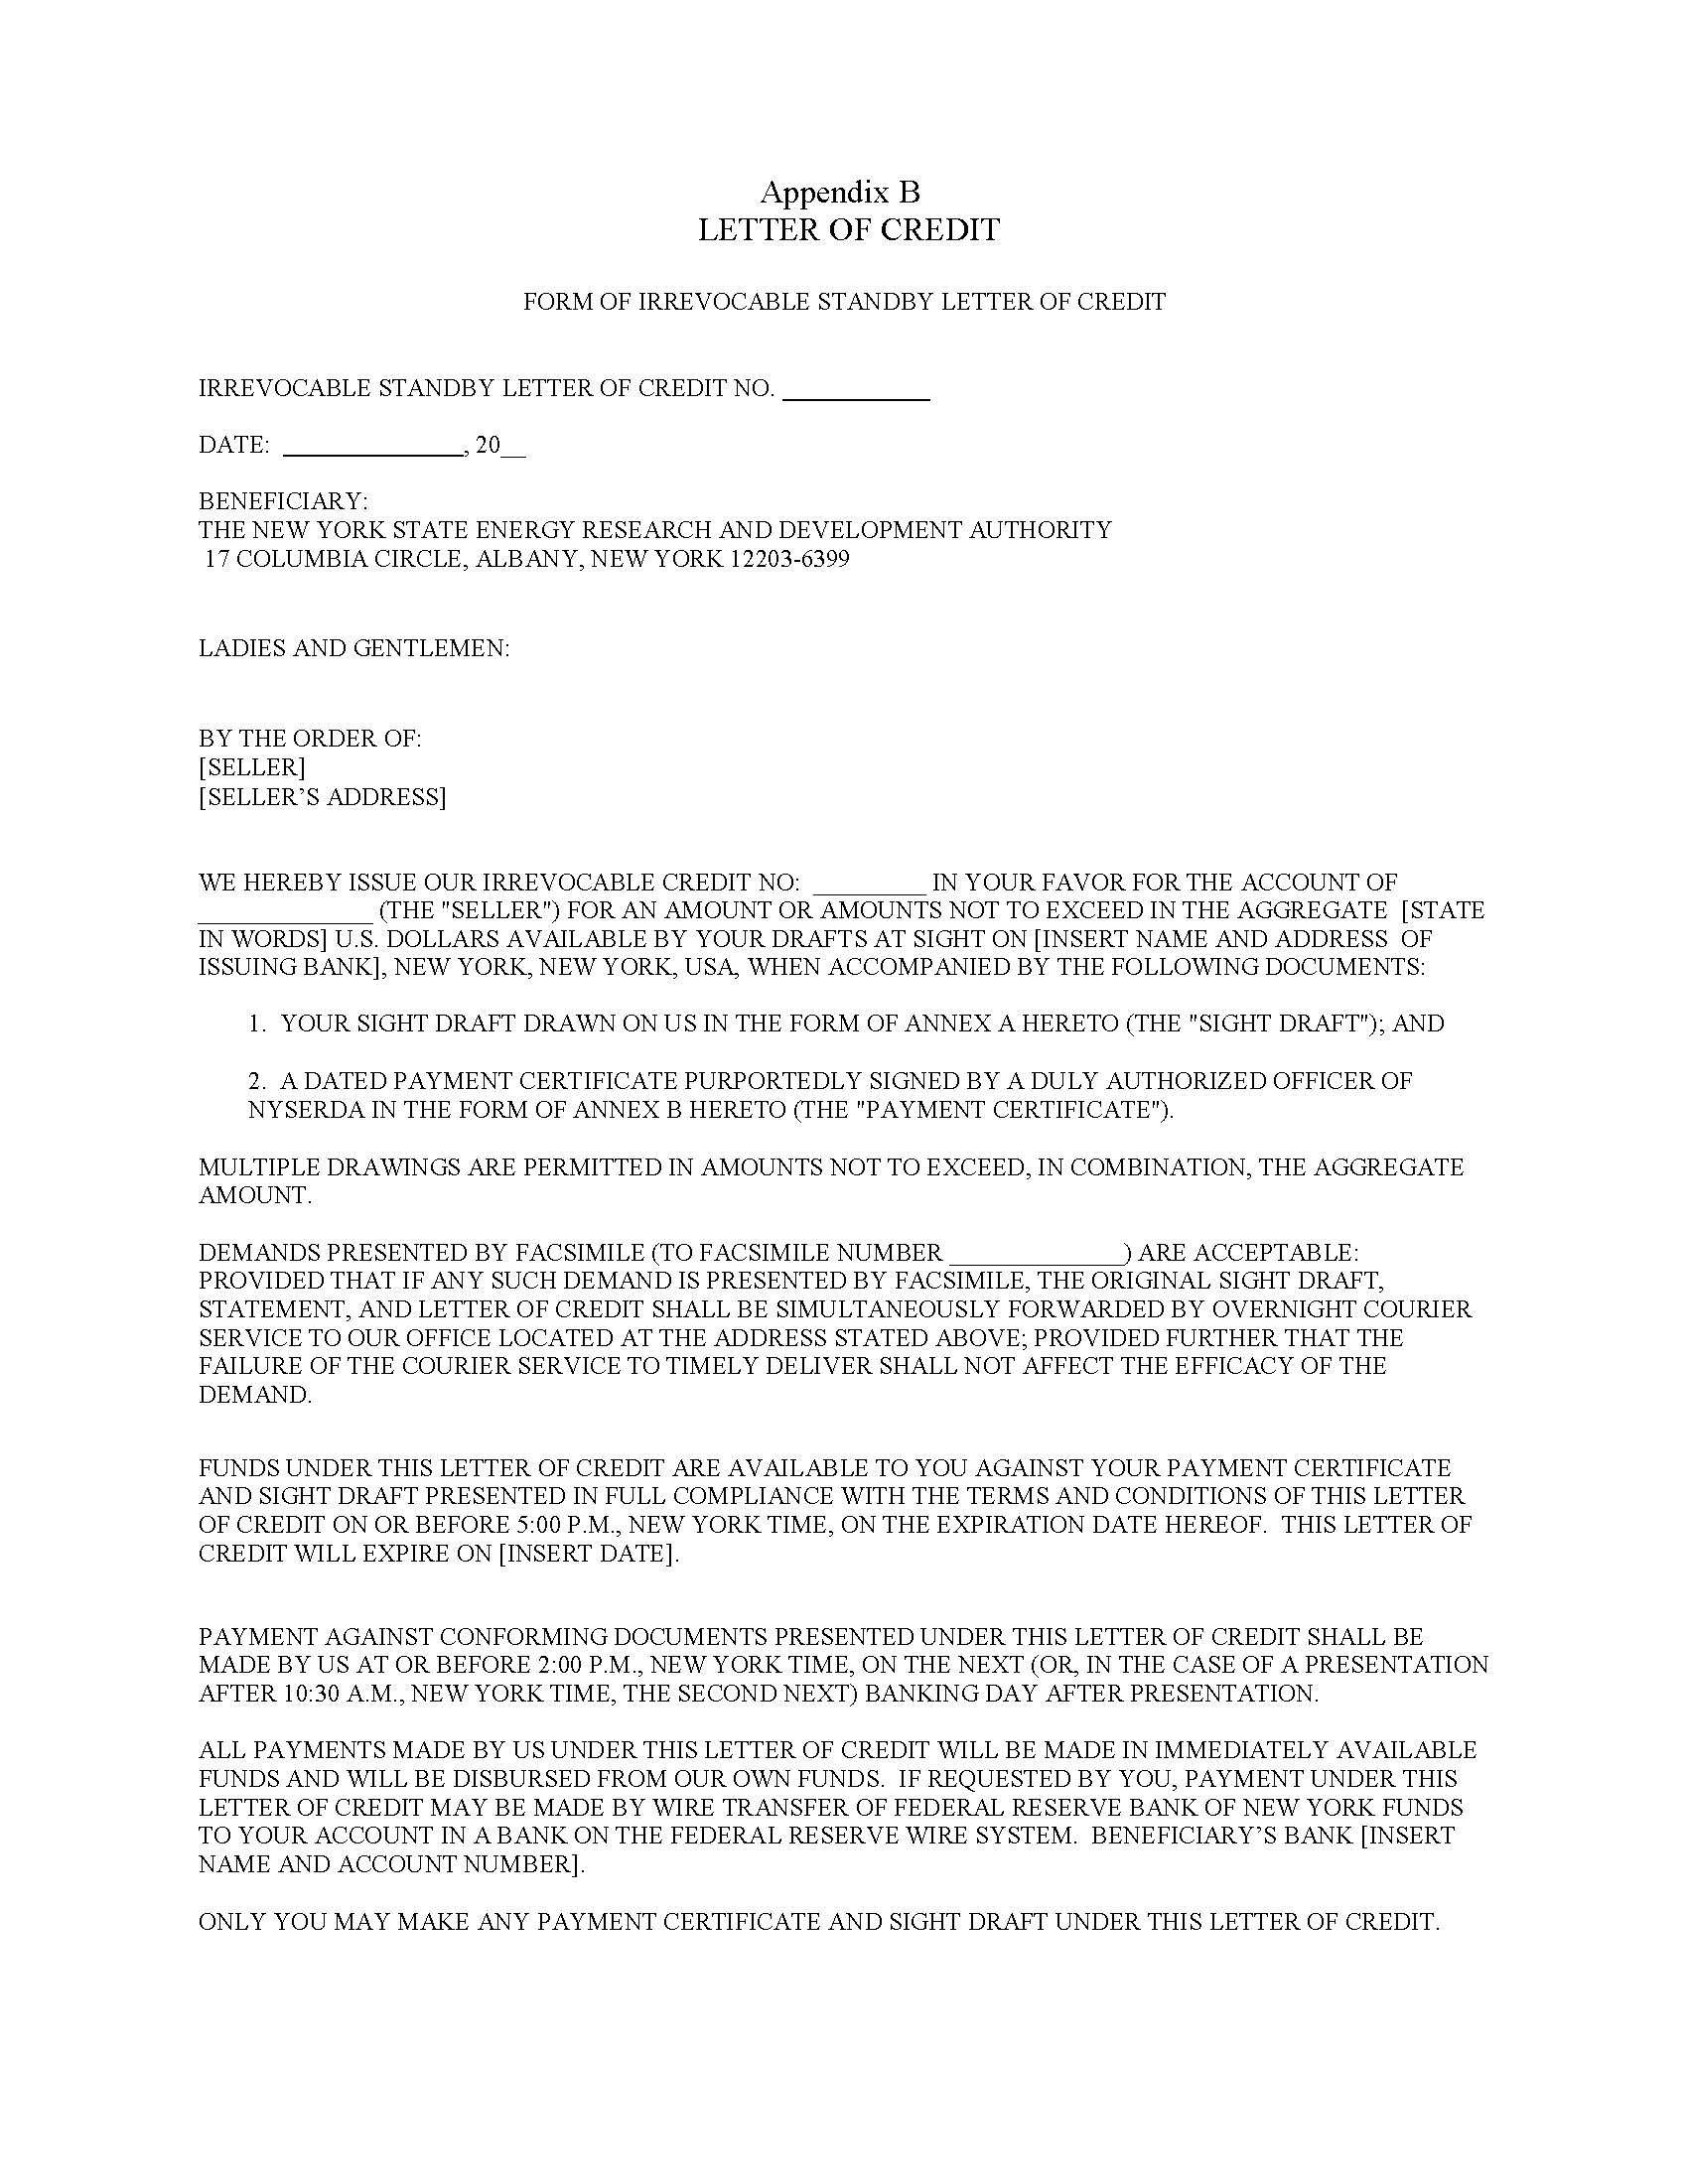 Appendix B
LETTER OF CREDIT
FORM OF IRREVOCABLE STANDBY LETTER OF CREDIT
IRREVOCABLE STANDBY LETTER OF CREDIT NO. ____________
DATE: _______________, 20__
BENEFICIARY:
THE NEW YORK STATE ENERGY RESEARCH AND DEVELOPMENT AUTHORITY
17 COLUMBIA CIRCLE, ALBANY, NEW YORK 12203-6399
LADIES AND GENTLEMEN:
BY THE ORDER OF:
[SELLER]
[SELLER’S ADDRESS]
WE HEREBY ISSUE OUR IRREVOCABLE CREDIT NO: _________ IN YOUR FAVOR FOR THE ACCOUNT OF
______________ (THE "SELLER") FOR AN AMOUNT OR AMOUNTS NOT TO EXCEED IN THE AGGREGATE [STATE
IN WORDS] U.S. DOLLARS AVAILABLE BY YOUR DRAFTS AT SIGHT ON [INSERT NAME AND ADDRESS OF
ISSUING BANK], NEW YORK, NEW YORK, USA, WHEN ACCOMPANIED BY THE FOLLOWING DOCUMENTS:
1. YOUR SIGHT DRAFT DRAWN ON US IN THE FORM OF ANNEX A HERETO (THE "SIGHT DRAFT"); AND
2. A DATED PAYMENT CERTIFICATE PURPORTEDLY SIGNED BY A DULY AUTHORIZED OFFICER OF
NYSERDA IN THE FORM OF ANNEX B HERETO (THE "PAYMENT CERTIFICATE").
MULTIPLE DRAWINGS ARE PERMITTED IN AMOUNTS NOT TO EXCEED, IN COMBINATION, THE AGGREGATE
AMOUNT.
DEMANDS PRESENTED BY FACSIMILE (TO FACSIMILE NUMBER ______________) ARE ACCEPTABLE:
PROVIDED THAT IF ANY SUCH DEMAND IS PRESENTED BY FACSIMILE, THE ORIGINAL SIGHT DRAFT,
STATEMENT, AND LETTER OF CREDIT SHALL BE SIMULTANEOUSLY FORWARDED BY OVERNIGHT COURIER
SERVICE TO OUR OFFICE LOCATED AT THE ADDRESS STATED ABOVE; PROVIDED FURTHER THAT THE
FAILURE OF THE COURIER SERVICE TO TIMELY DELIVER SHALL NOT AFFECT THE EFFICACY OF THE
DEMAND.
FUNDS UNDER THIS LETTER OF CREDIT ARE AVAILABLE TO YOU AGAINST YOUR PAYMENT CERTIFICATE
AND SIGHT DRAFT PRESENTED IN FULL COMPLIANCE WITH THE TERMS AND CONDITIONS OF THIS LETTER
OF CREDIT ON OR BEFORE 5:00 P.M., NEW YORK TIME, ON THE EXPIRATION DATE HEREOF. THIS LETTER OF
CREDIT WILL EXPIRE ON [INSERT DATE].
PAYMENT AGAINST CONFORMING DOCUMENTS PRESENTED UNDER THIS LETTER OF CREDIT SHALL BE
MADE BY US AT OR BEFORE 2:00 P.M., NEW YORK TIME, ON THE NEXT (OR, IN THE CASE OF A PRESENTATION
AFTER 10:30 A.M., NEW YORK TIME, THE SECOND NEXT) BANKING DAY AFTER PRESENTATION.
ALL PAYMENTS MADE BY US UNDER THIS LETTER OF CREDIT WILL BE MADE IN IMMEDIATELY AVAILABLE
FUNDS AND WILL BE DISBURSED FROM OUR OWN FUNDS. IF REQUESTED BY YOU, PAYMENT UNDER THIS
LETTER OF CREDIT MAY BE MADE BY WIRE TRANSFER OF FEDERAL RESERVE BANK OF NEW YORK FUNDS
TO YOUR ACCOUNT IN A BANK ON THE FEDERAL RESERVE WIRE SYSTEM. BENEFICIARY’S BANK [INSERT
NAME AND ACCOUNT NUMBER].
ONLY YOU MAY MAKE ANY PAYMENT CERTIFICATE AND SIGHT DRAFT UNDER THIS LETTER OF CREDIT.